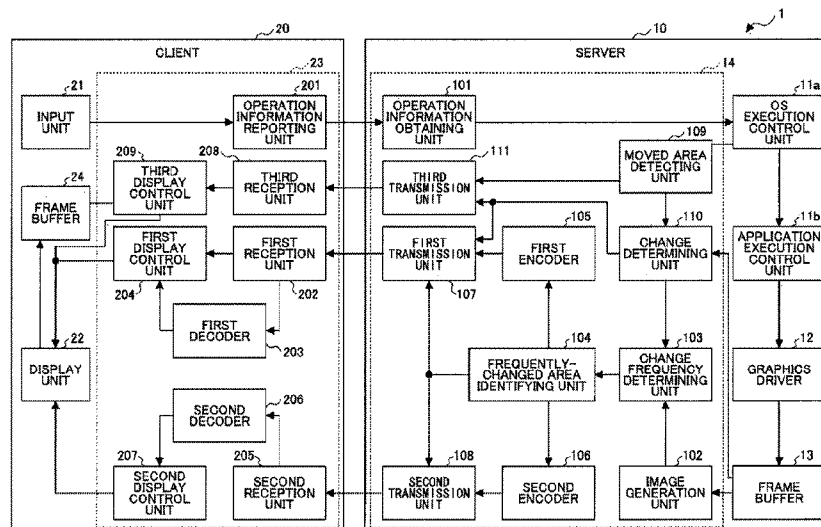 1
20
10
CLIENT
SERVER
23
14
21
201
101
11a
INPUT UNIT
OPERATION INFORMATION REPORTING UNIT
OPERATION INFORMATION OBTAINING UNIT
OS EXECUTION CONTROL UNIT
109
209
208
111
MOVED AREA DETECTING UNIT
24
THIRD DISPLAY CONTROL UNIT
THIRD RECEPTION UNIT
THIRD TRANSMISSION UNIT
FRAME BUFFER
105
110
11b
FIRST DISPLAY CONTROL UNIT
FIRST RECEPTION UNIT
FIRST TRANSMISSION UNIT
FIRST ENCODER
CHANGE DETERMINING UNIT
APPLICATION EXECUTION CONTROL UNIT
204
202
107
FIRST DECODER
203
104
103
22
12
DISPLAY UNIT
FREQUENTLY-CHANGED AREA IDENTIFYING UNIT
CHANGE FREQUENCY DETERMINING UNIT
GRAPHICS DRIVER
206
SECOND DECODER
207
205
108
106
102
13
SECOND DISPLAY CONTROL UNIT
SECOND RECEPTION UNIT
SECOND TRANSMISSION UNIT
SECOND ENCODER
IMAGE GENERATION UNIT
FRAME BUFFER